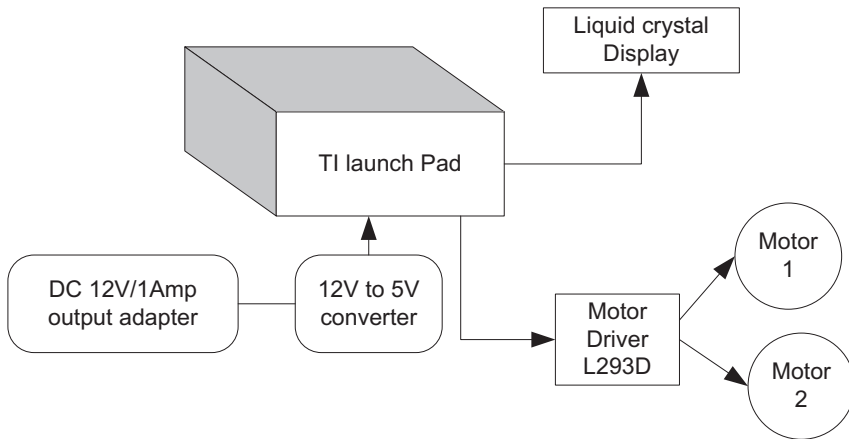 Liquid crystal
Display
TI launch Pad
DC 12V/1Amp
output adapter
12V to 5V
converter
Motor
Driver
L293D
Motor
1
Motor
2